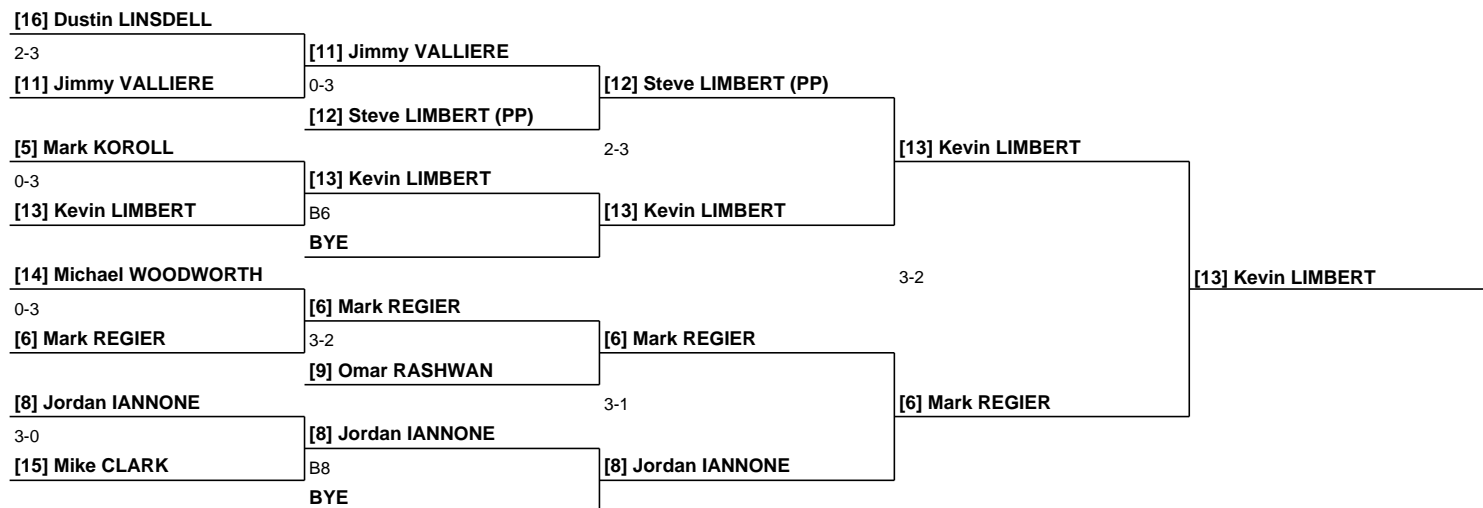 [16] Dustin LINSDELL
2-3
[11] Jimmy VALLIERE
[11] Jimmy VALLIERE
0-3
[12] Steve LIMBERT (PP)
[12] Steve LIMBERT (PP)
[5] Mark KOROLL
2-3
[13] Kevin LIMBERT
0-3
[13] Kevin LIMBERT
[13] Kevin LIMBERT
B6
[13] Kevin LIMBERT
BYE
[14] Michael WOODWORTH
3-2
[13] Kevin LIMBERT
0-3
[6] Mark REGIER
[6] Mark REGIER
3-2
[6] Mark REGIER
[9] Omar RASHWAN
[8] Jordan IANNONE
3-1
[6] Mark REGIER
3-0
[8] Jordan IANNONE
[15] Mike CLARK
B8
[8] Jordan IANNONE
BYE